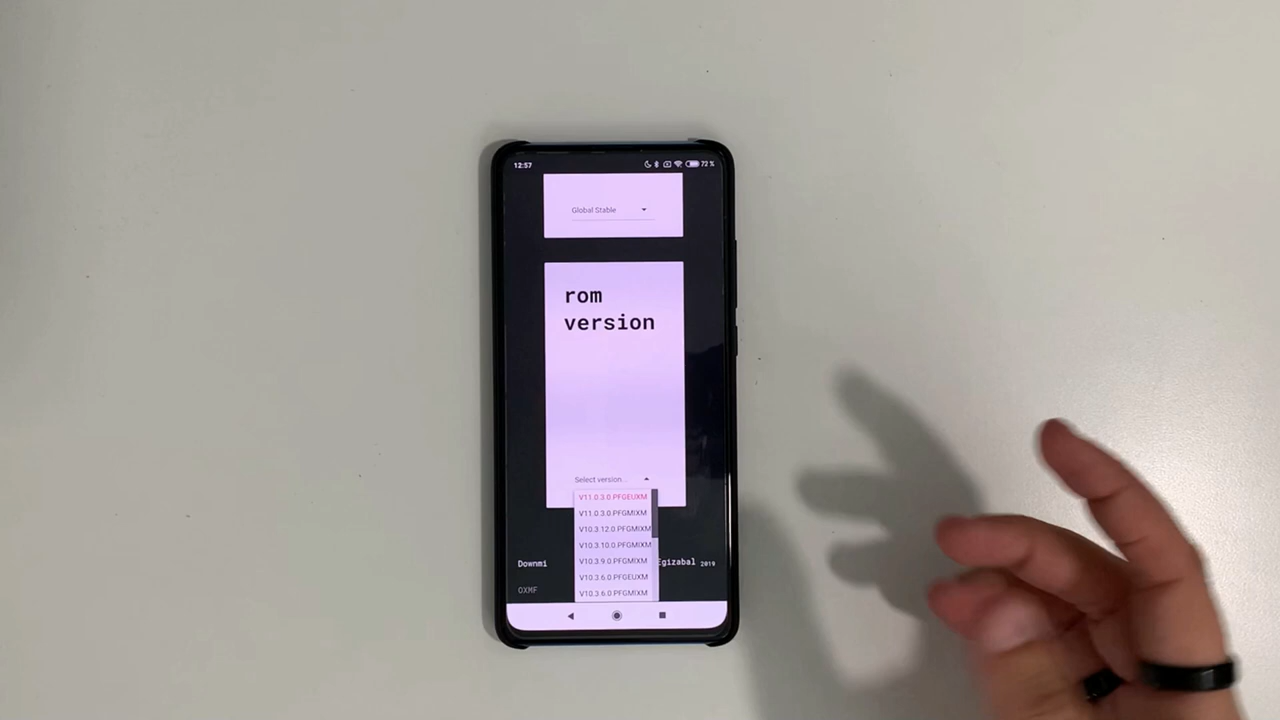 12:57
72 %
Global Stable
rom
version
Select version...
V11.0.3.0.PFGEUXM
V11.0.3.0.PFGMIXM
V10.3.12.0.PFGMIXM
V10.3.10.0.PFGMIXM
V10.3.9.0.PFGMIXM
V10.3.6.0.PFGEUXM
V10.3.6.0.PFGMIXM
Downmi
Egizabal 2019
OXMF